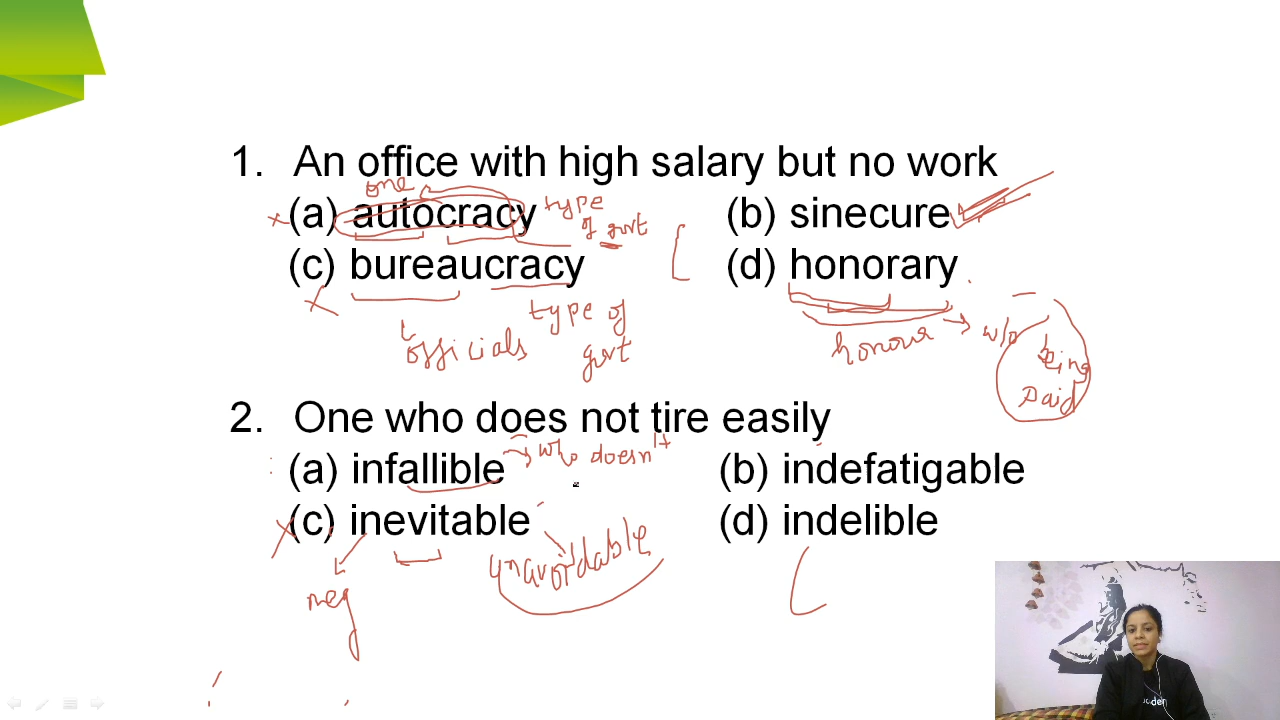 1. An office with high salary but no work
one
(a) autocracy type of govt (b) sinecure
(c) bureaucracy (d) honorary
officials type of govt honour → w/o being paid
2. One who does not tire easily
(a) infallible → who doesn't (b) indefatigable
(c) inevitable (d) indelible
neg unavoidable